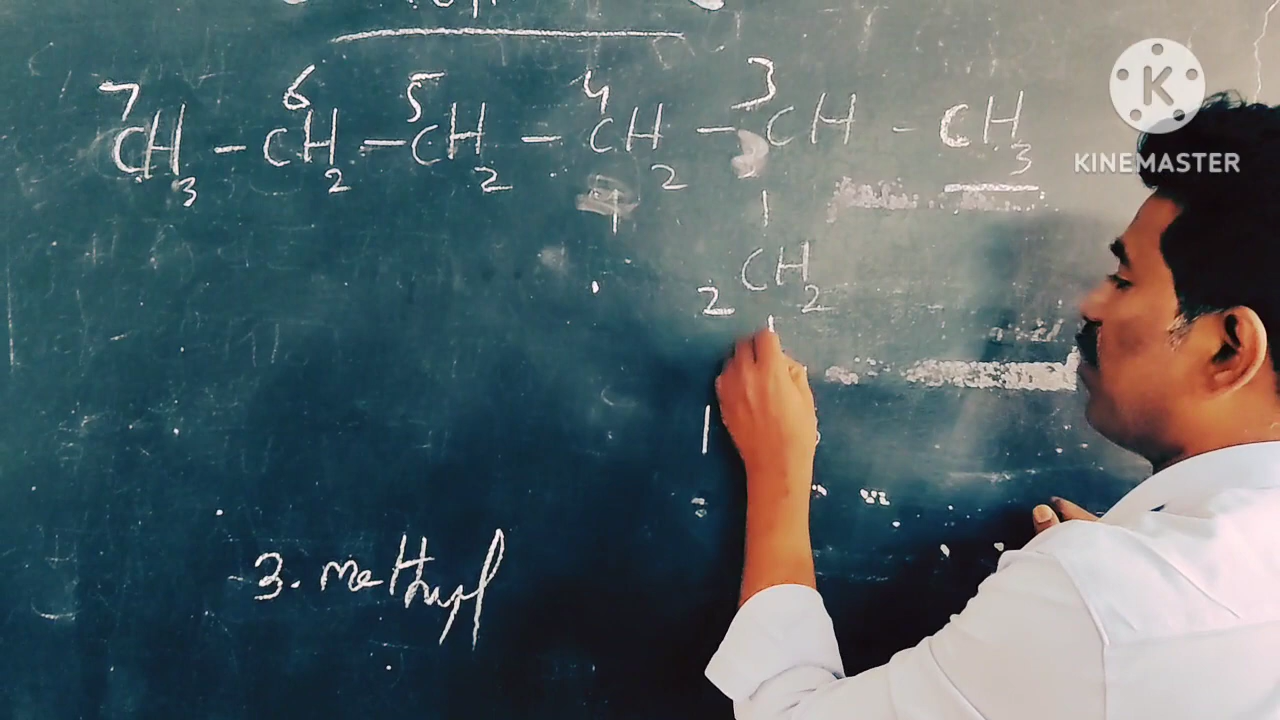 7 6 5 4 3
CH3 - CH2 - CH2 - CH2 - CH - CH3
KINEMASTER
2 CH2
1
3. methyl